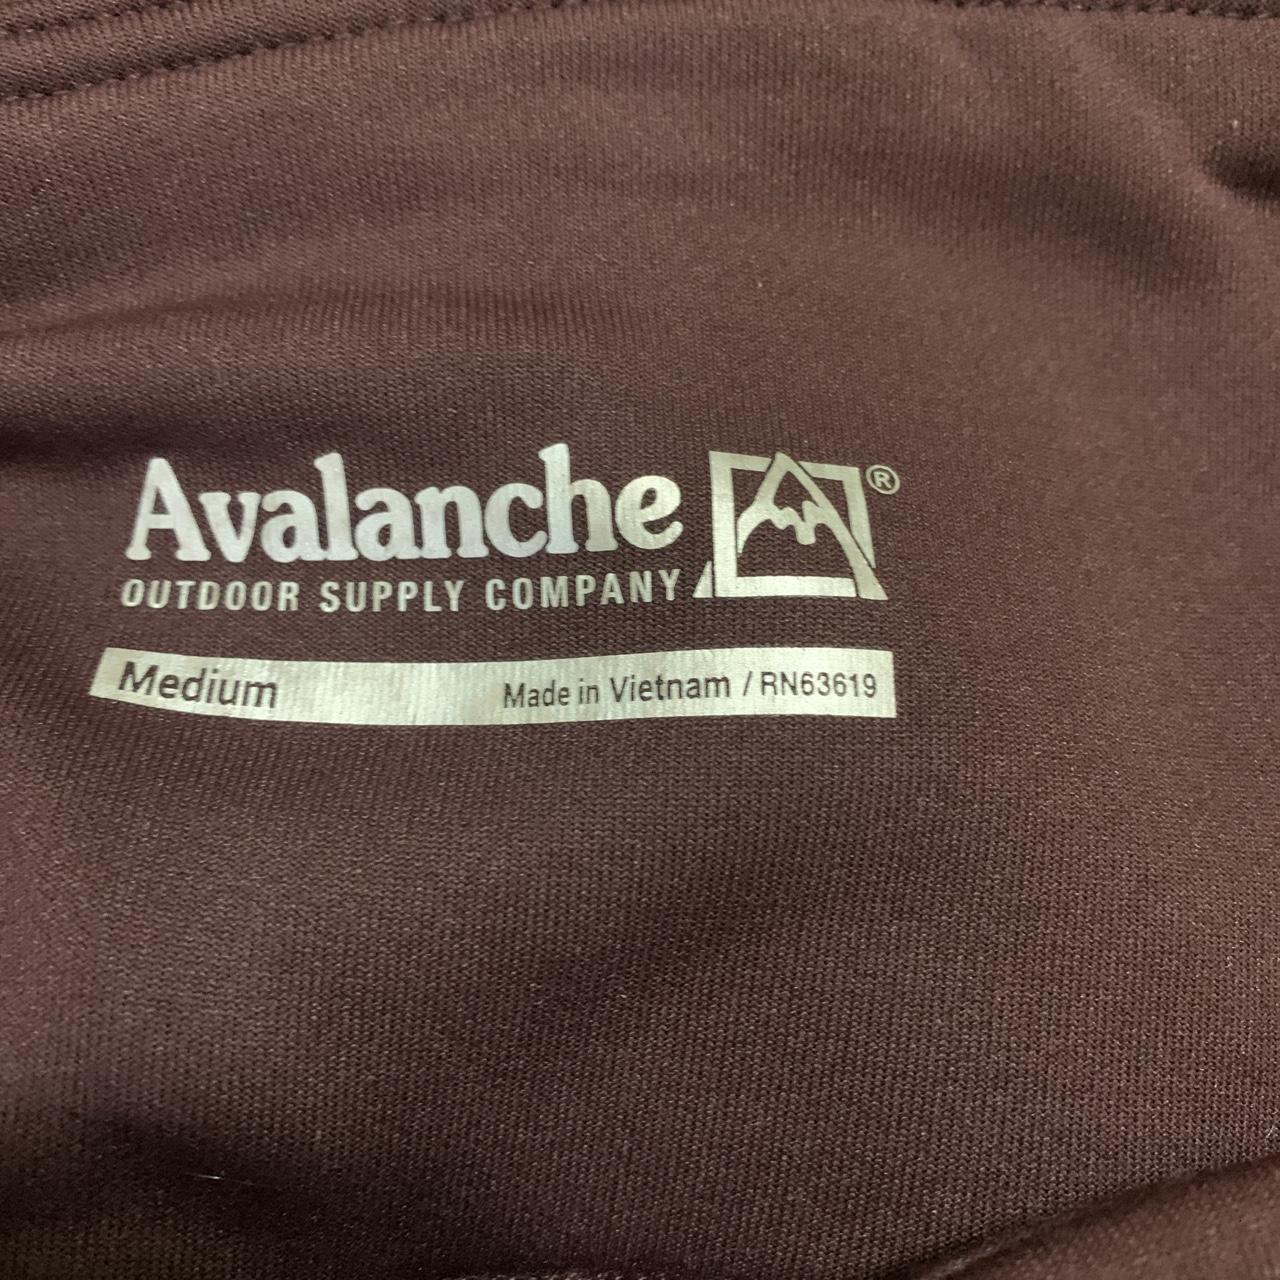 Avalanche ®
OUTDOOR SUPPLY COMPANY
Medium Made in Vietnam / RN63619